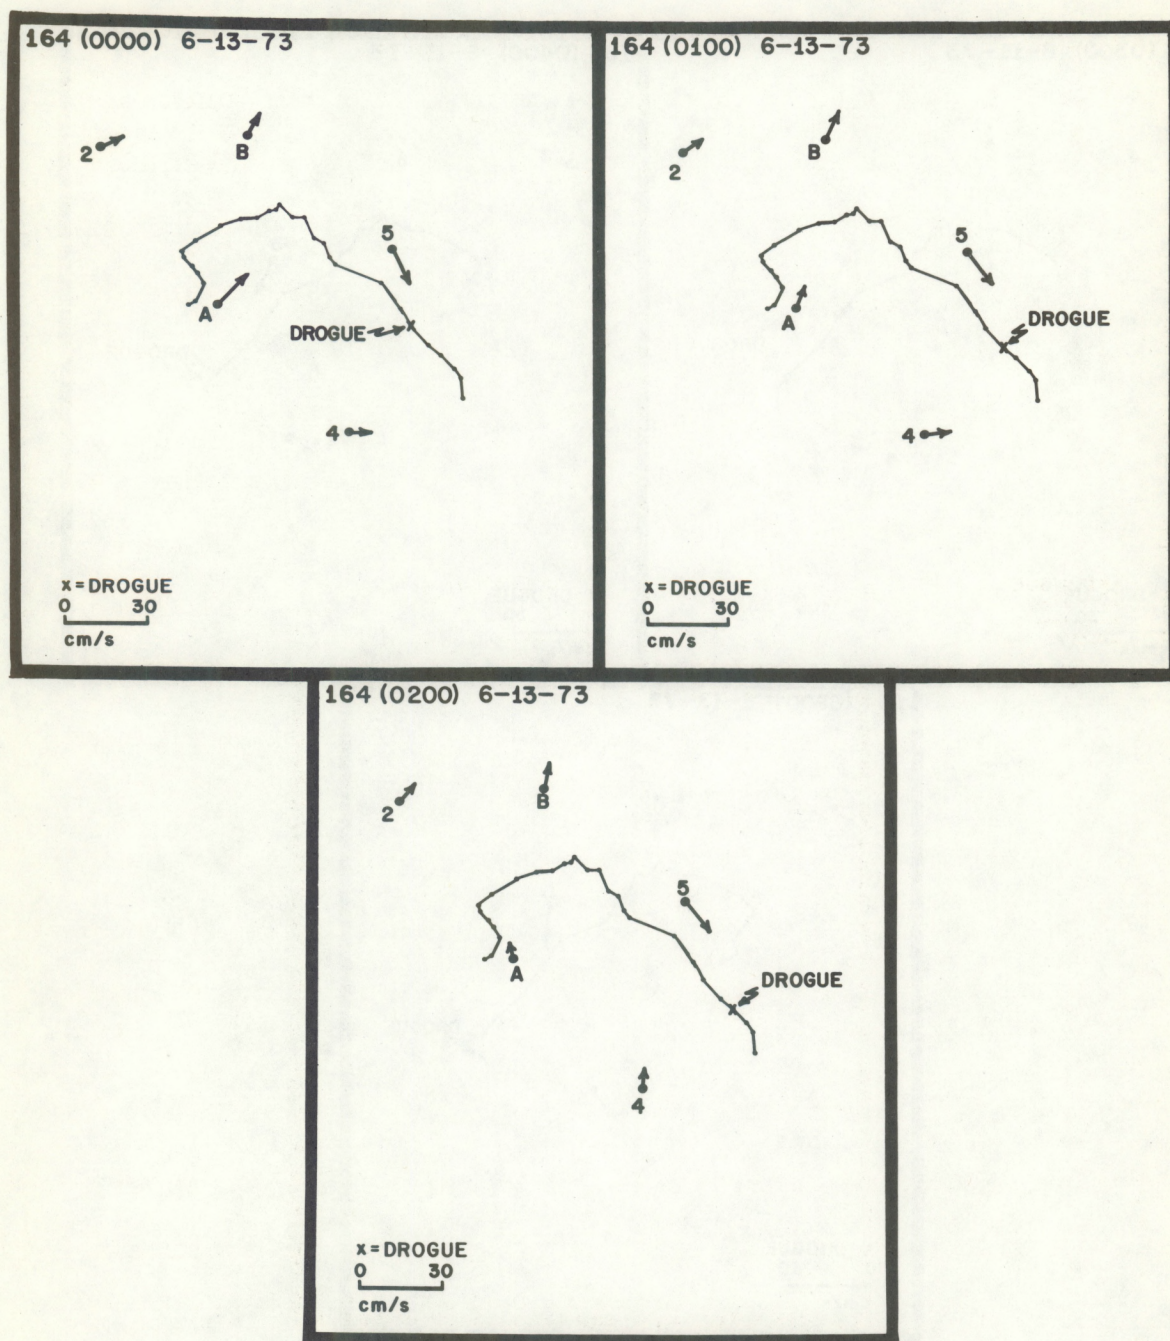 164 (0000) 6-13-73
2
B
5
A
DROGUE
4
x = DROGUE
0 30
cm/s
164 (0100) 6-13-73
2
B
5
A
DROGUE
4
x = DROGUE
0 30
cm/s
164 (0200) 6-13-73
2
B
5
A
DROGUE
4
x = DROGUE
0 30
cm/s